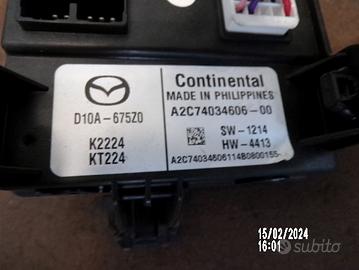 Continental
MADE IN PHILIPPINES
D10A-675Z0
A2C74034606-00
K2224
SW-1214
KT224
HW-4413
A2C74034606114B0800155-
15/02/2024
16:01
subito